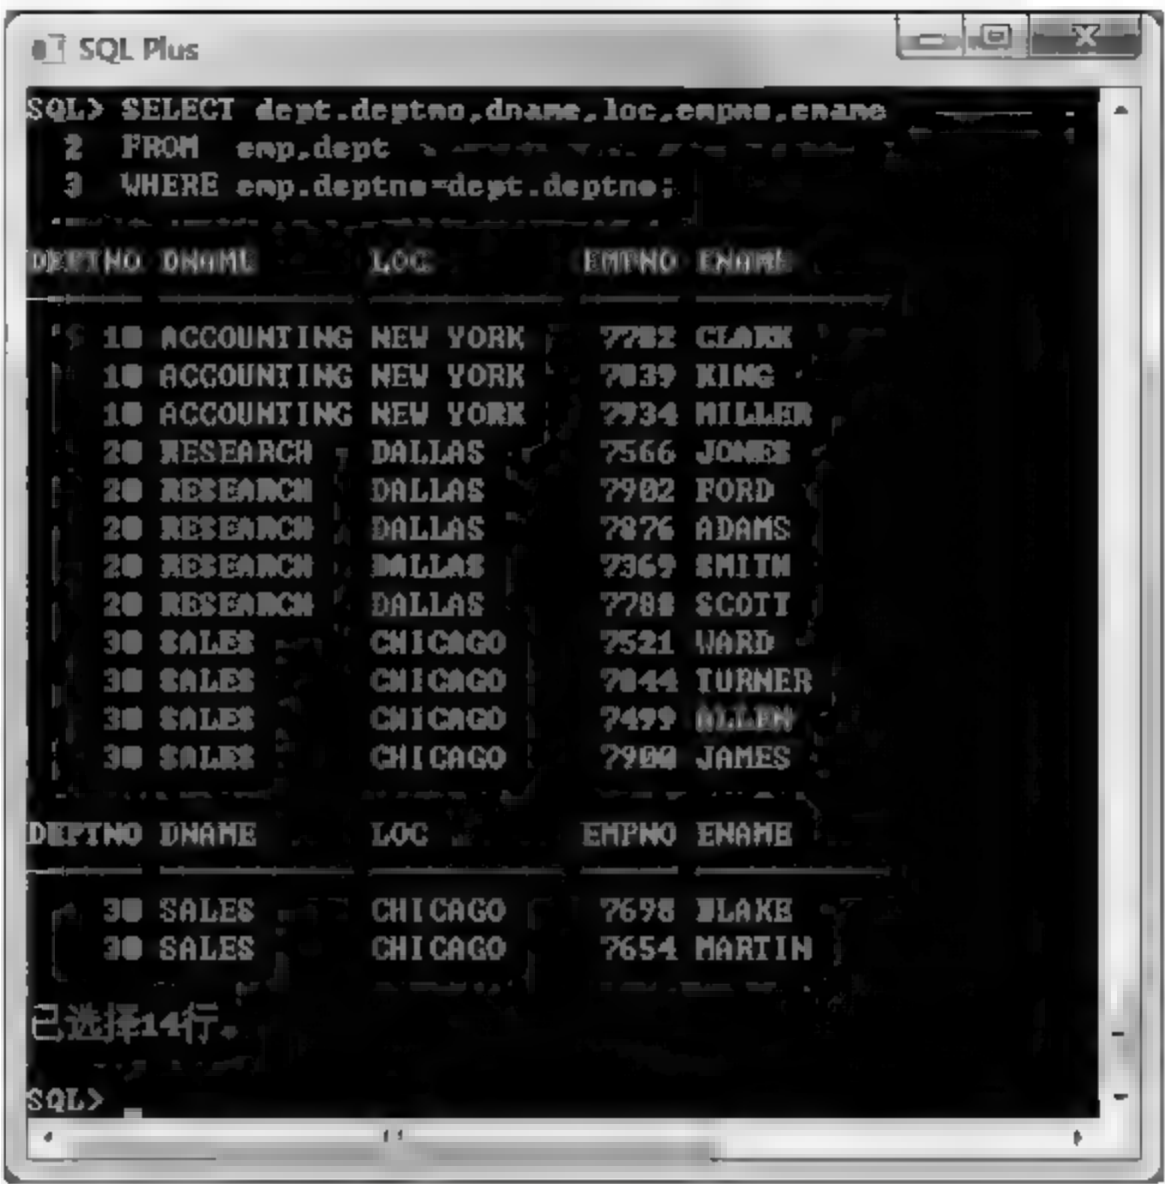 SQL Plus
SQL> SELECT dept.deptno,dname,loc,empno,ename
2 FROM emp,dept
3 WHERE emp.deptno=dept.deptno;
DEPTNO DNAME LOC EMPNO ENAME
10 ACCOUNTING NEW YORK 7782 CLARK
10 ACCOUNTING NEW YORK 7839 KING
10 ACCOUNTING NEW YORK 7934 MILLER
20 RESEARCH DALLAS 7566 JONES
20 RESEARCH DALLAS 7902 FORD
20 RESEARCH DALLAS 7876 ADAMS
20 RESEARCH DALLAS 7369 SMITH
20 RESEARCH DALLAS 7788 SCOTT
30 SALES CHICAGO 7521 WARD
30 SALES CHICAGO 7844 TURNER
30 SALES CHICAGO 7499 ALLEN
30 SALES CHICAGO 7900 JAMES
DEPTNO DNAME LOC EMPNO ENAME
30 SALES CHICAGO 7698 BLAKE
30 SALES CHICAGO 7654 MARTIN
已选择14行。
SQL>